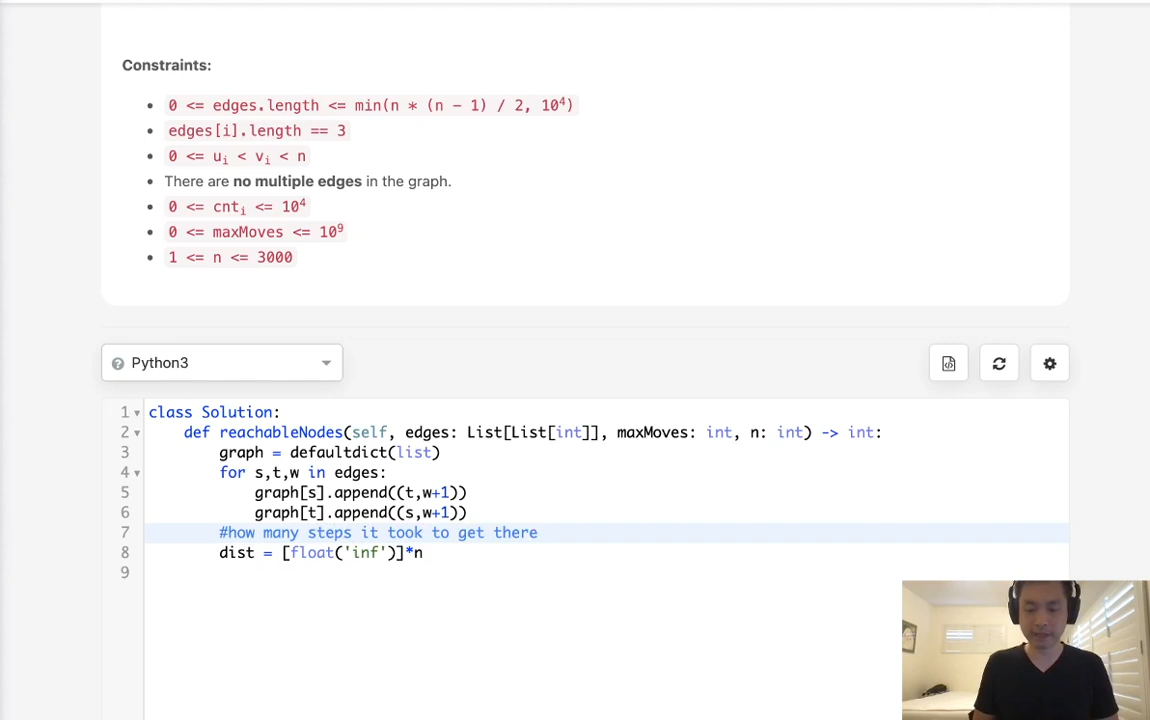 Constraints:
0 <= edges.length <= min(n * (n − 1) / 2, 10⁴)
edges[i].length == 3
0 <= uᵢ < vᵢ < n
There are no multiple edges in the graph.
0 <= cntᵢ <= 10⁴
0 <= maxMoves <= 10⁹
1 <= n <= 3000
Python3
1 class Solution:
2     def reachableNodes(self, edges: List[List[int]], maxMoves: int, n: int) -> int:
3         graph = defaultdict(list)
4         for s,t,w in edges:
5             graph[s].append((t,w+1))
6             graph[t].append((s,w+1))
7         #how many steps it took to get there
8         dist = [float('inf')]*n
9